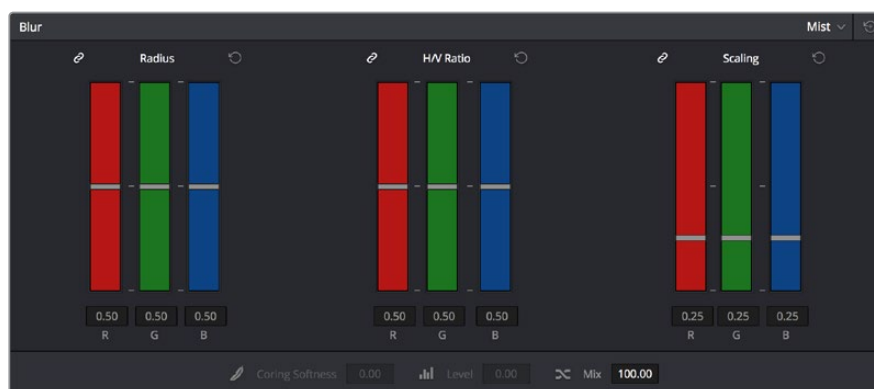 Blur Mist
Radius H/V Ratio Scaling
0.50 0.50 0.50 0.50 0.50 0.50 0.25 0.25 0.25
R G B R G B R G B
Coring Softness 0.00 Level 0.00 Mix 100.00